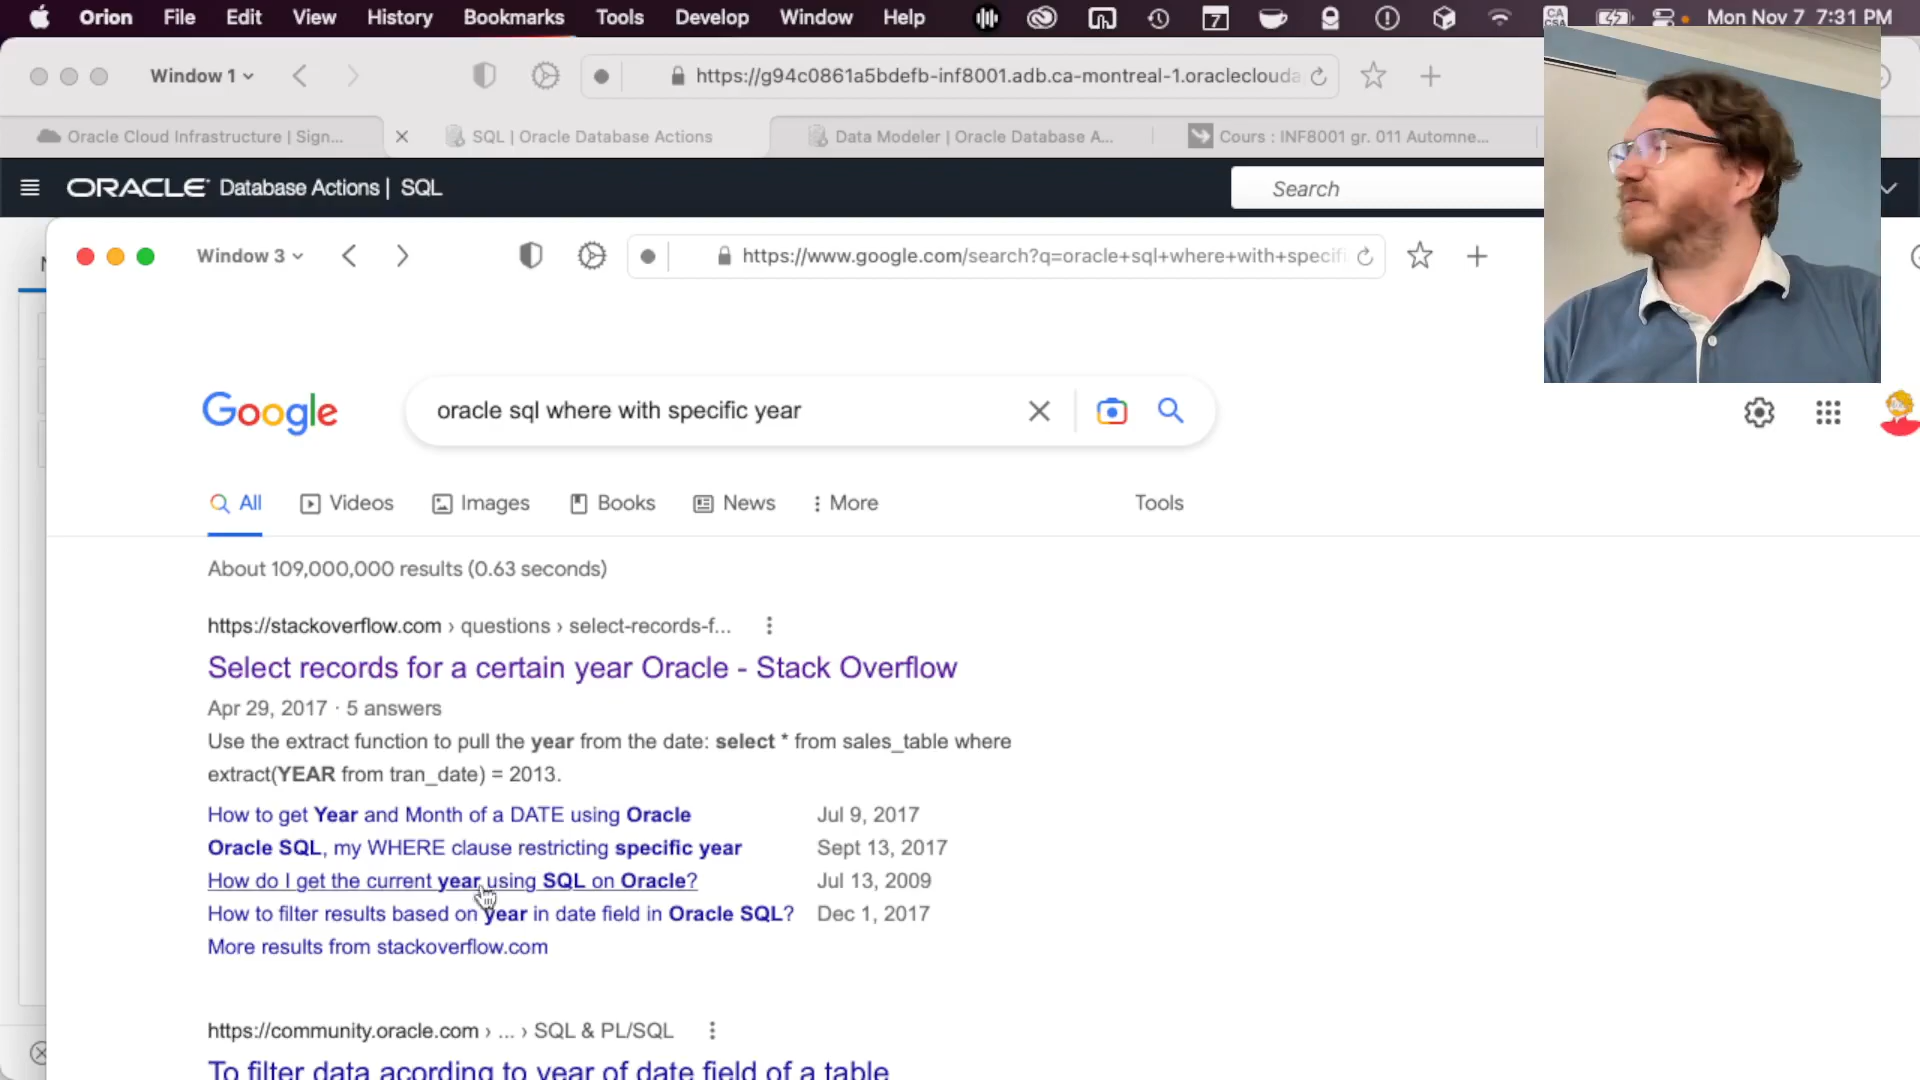 Orion File Edit View History Bookmarks Tools Develop Window Help 7 CA CSA Mon Nov 7 7:31 PM
Window 1 https://g94c0861a5bdefb-inf8001.adb.ca-montreal-1.oracleclouda
Oracle Cloud Infrastructure | Sign... SQL | Oracle Database Actions Data Modeler | Oracle Database A... Cours : INF8001 gr. 011 Automne...
ORACLE Database Actions | SQL Search
Window 3 https://www.google.com/search?q=oracle+sql+where+with+specifi
Google oracle sql where with specific year
All Videos Images Books News More Tools
About 109,000,000 results (0.63 seconds)
https://stackoverflow.com › questions › select-records-f...
Select records for a certain year Oracle - Stack Overflow
Apr 29, 2017 · 5 answers
Use the extract function to pull the year from the date: select * from sales_table where
extract(YEAR from tran_date) = 2013.
How to get Year and Month of a DATE using Oracle Jul 9, 2017
Oracle SQL, my WHERE clause restricting specific year Sept 13, 2017
How do I get the current year using SQL on Oracle? Jul 13, 2009
How to filter results based on year in date field in Oracle SQL? Dec 1, 2017
More results from stackoverflow.com
https://community.oracle.com › ... › SQL & PL/SQL
To filter data acording to year of date field of a table